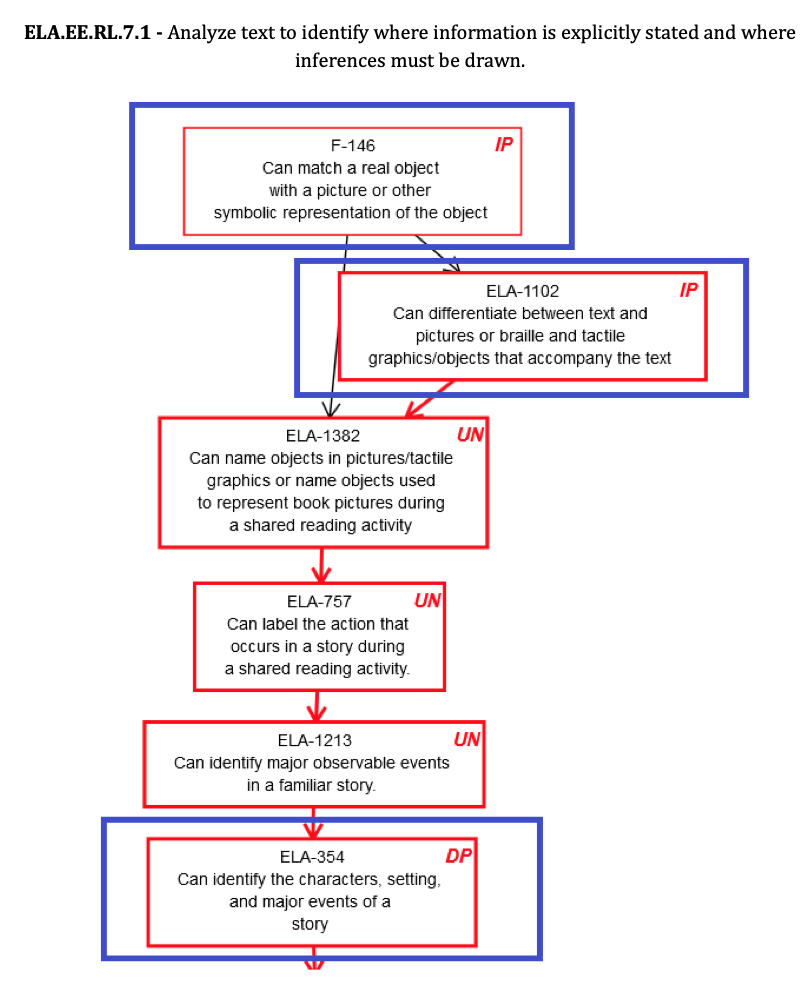 ELA.EE.RL.7.1 - Analyze text to identify where information is explicitly stated and where
inferences must be drawn.
F-146 IP
Can match a real object
with a picture or other
symbolic representation of the object
ELA-1102 IP
Can differentiate between text and
pictures or braille and tactile
graphics/objects that accompany the text
ELA-1382 UN
Can name objects in pictures/tactile
graphics or name objects used
to represent book pictures during
a shared reading activity
ELA-757 UN
Can label the action that
occurs in a story during
a shared reading activity.
ELA-1213 UN
Can identify major observable events
in a familiar story.
ELA-354 DP
Can identify the characters, setting,
and major events of a
story